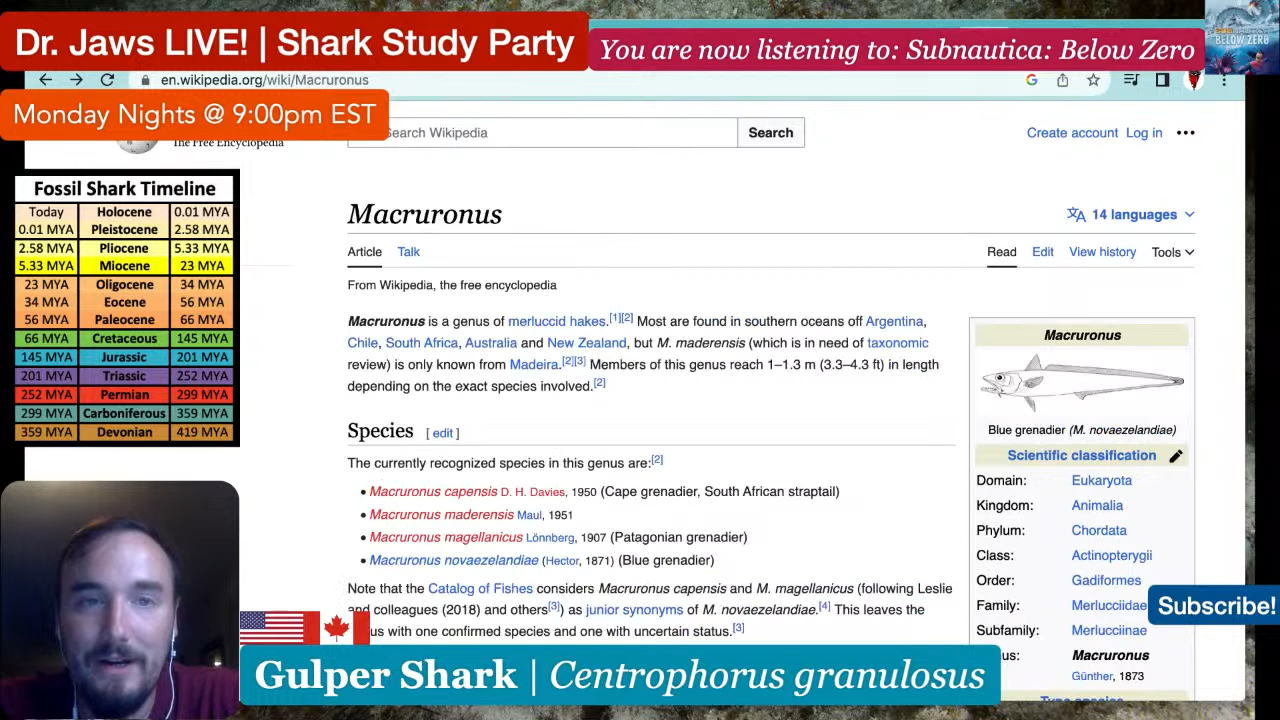 Dr. Jaws LIVE! | Shark Study Party
You are now listening to: Subnautica: Below Zero
BELOW ZERO
en.wikipedia.org/wiki/Macruronus
Monday Nights @ 9:00pm EST
The Free Encyclopedia
Search Wikipedia
Search
Create account Log in •••
Fossil Shark Timeline
Today Holocene 0.01 MYA
0.01 MYA Pleistocene 2.58 MYA
2.58 MYA Pliocene 5.33 MYA
5.33 MYA Miocene 23 MYA
23 MYA Oligocene 34 MYA
34 MYA Eocene 56 MYA
56 MYA Paleocene 66 MYA
66 MYA Cretaceous 145 MYA
145 MYA Jurassic 201 MYA
201 MYA Triassic 252 MYA
252 MYA Permian 299 MYA
299 MYA Carboniferous 359 MYA
359 MYA Devonian 419 MYA
Macruronus
14 languages
Article Talk
Read Edit View history Tools
From Wikipedia, the free encyclopedia
Macruronus is a genus of merluccid hakes.[1][2] Most are found in southern oceans off Argentina,
Chile, South Africa, Australia and New Zealand, but M. maderensis (which is in need of taxonomic
review) is only known from Madeira.[2][3] Members of this genus reach 1–1.3 m (3.3–4.3 ft) in length
depending on the exact species involved.[2]
Species [ edit ]
The currently recognized species in this genus are:[2]
• Macruronus capensis D. H. Davies, 1950 (Cape grenadier, South African straptail)
• Macruronus maderensis Maul, 1951
• Macruronus magellanicus Lönnberg, 1907 (Patagonian grenadier)
• Macruronus novaezelandiae (Hector, 1871) (Blue grenadier)
Note that the Catalog of Fishes considers Macruronus capensis and M. magellanicus (following Leslie
and colleagues (2018) and others[3]) as junior synonyms of M. novaezelandiae.[4] This leaves the
us with one confirmed species and one with uncertain status.[3]
Macruronus
Blue grenadier (M. novaezelandiae)
Scientific classification
Domain: Eukaryota
Kingdom: Animalia
Phylum: Chordata
Class: Actinopterygii
Order: Gadiformes
Family: Merlucciidae
Subfamily: Merlucciinae
us: Macruronus
Günther, 1873
Type species
Subscribe!
Gulper Shark | Centrophorus granulosus